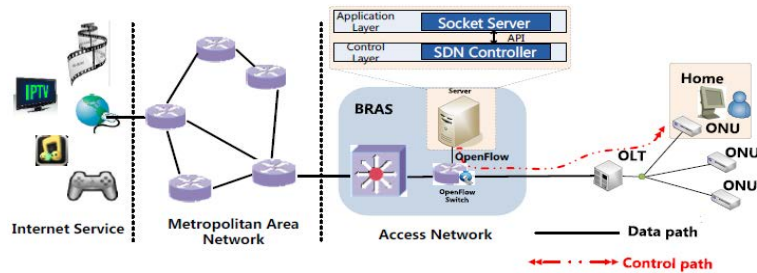 Application
Layer
Socket Server
API
Control
Layer
SDN Controller
IPTV
Server
BRAS
OpenFlow
OpenFlow
Switch
OLT
Home
ONU
ONU
ONU
Internet Service
Metropolitan Area
Network
Access Network
Data path
Control path